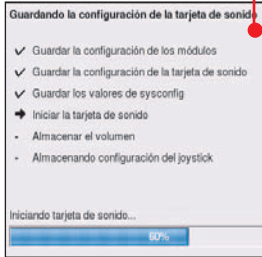 Guardando la configuración de la tarjeta de sonido
Guardar la configuración de los módulos
Guardar la configuración de la tarjeta de sonido
Guardar los valores de sysconfig
Iniciar la tarjeta de sonido
- Almacenar el volumen
- Almacenando configuración del joystick
Iniciando tarjeta de sonido...
60%